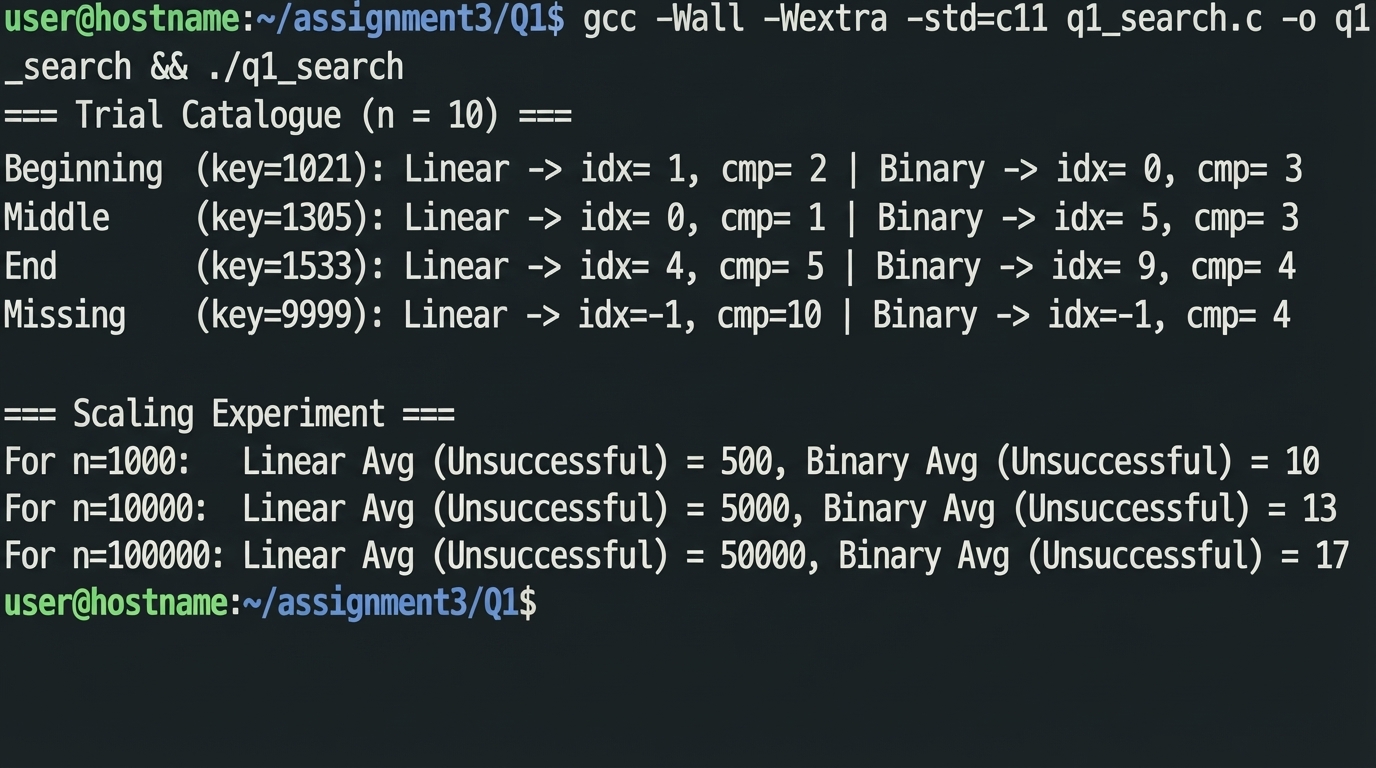 user@hostname:~/assignment3/Q1$ gcc -Wall -Wextra -std=c11 q1_search.c -o q1
_search && ./q1_search
=== Trial Catalogue (n = 10) ===
Beginning  (key=1021): Linear -> idx= 1, cmp= 2 | Binary -> idx= 0, cmp= 3
Middle     (key=1305): Linear -> idx= 0, cmp= 1 | Binary -> idx= 5, cmp= 3
End        (key=1533): Linear -> idx= 4, cmp= 5 | Binary -> idx= 9, cmp= 4
Missing    (key=9999): Linear -> idx=-1, cmp=10 | Binary -> idx=-1, cmp= 4
=== Scaling Experiment ===
For n=1000:   Linear Avg (Unsuccessful) = 500, Binary Avg (Unsuccessful) = 10
For n=10000:  Linear Avg (Unsuccessful) = 5000, Binary Avg (Unsuccessful) = 13
For n=100000: Linear Avg (Unsuccessful) = 50000, Binary Avg (Unsuccessful) = 17
user@hostname:~/assignment3/Q1$